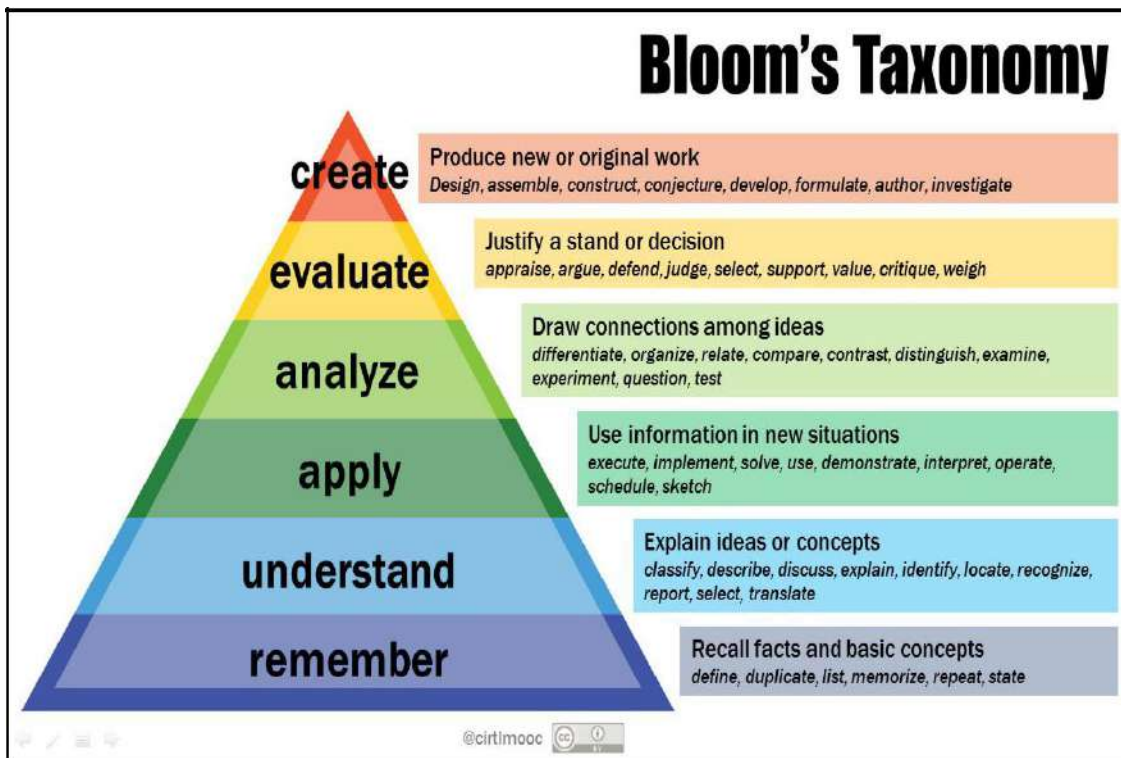 Bloom's Taxonomy
create
Produce new or original work
Design, assemble, construct, conjecture, develop, formulate, author, investigate
evaluate
Justify a stand or decision
appraise, argue, defend, judge, select, support, value, critique, weigh
analyze
Draw connections among ideas
differentiate, organize, relate, compare, contrast, distinguish, examine,
experiment, question, test
apply
Use information in new situations
execute, implement, solve, use, demonstrate, interpret, operate,
schedule, sketch
understand
Explain ideas or concepts
classify, describe, discuss, explain, identify, locate, recognize,
report, select, translate
remember
Recall facts and basic concepts
define, duplicate, list, memorize, repeat, state
@cirtlmooc
cc
BY